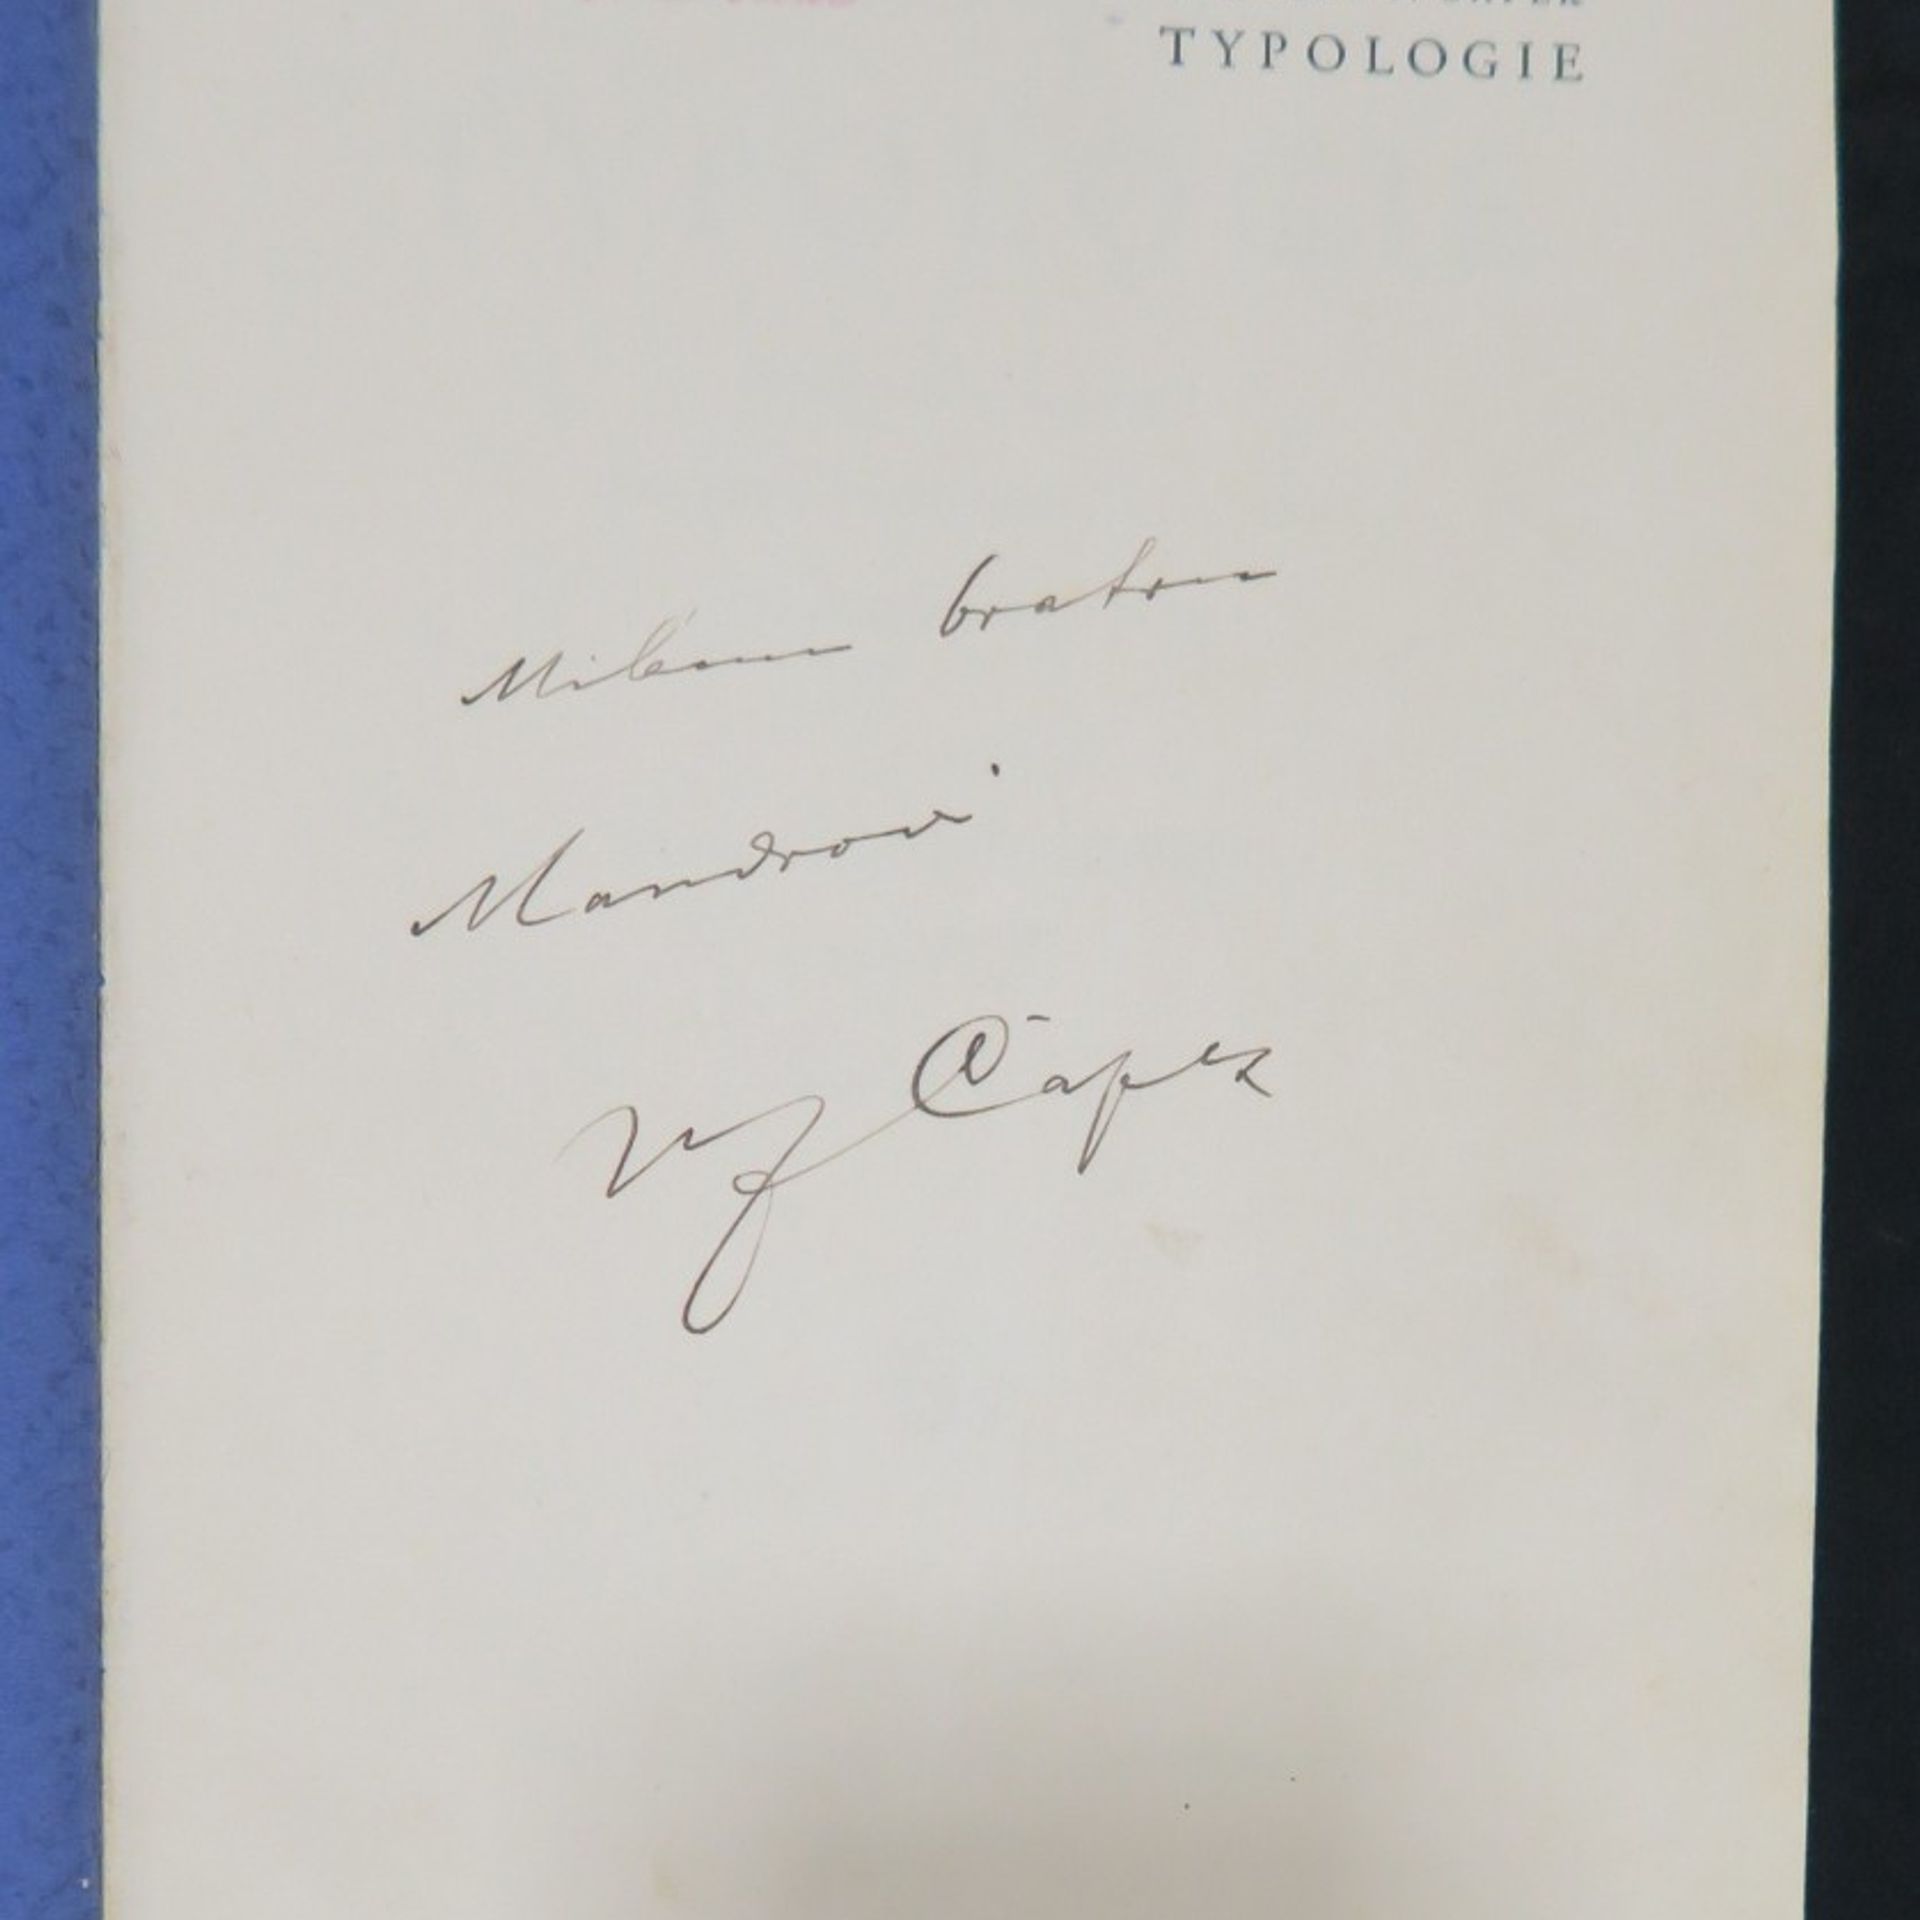 TYPOLOGIE
Milému bratru
Mandrovi
Čapek